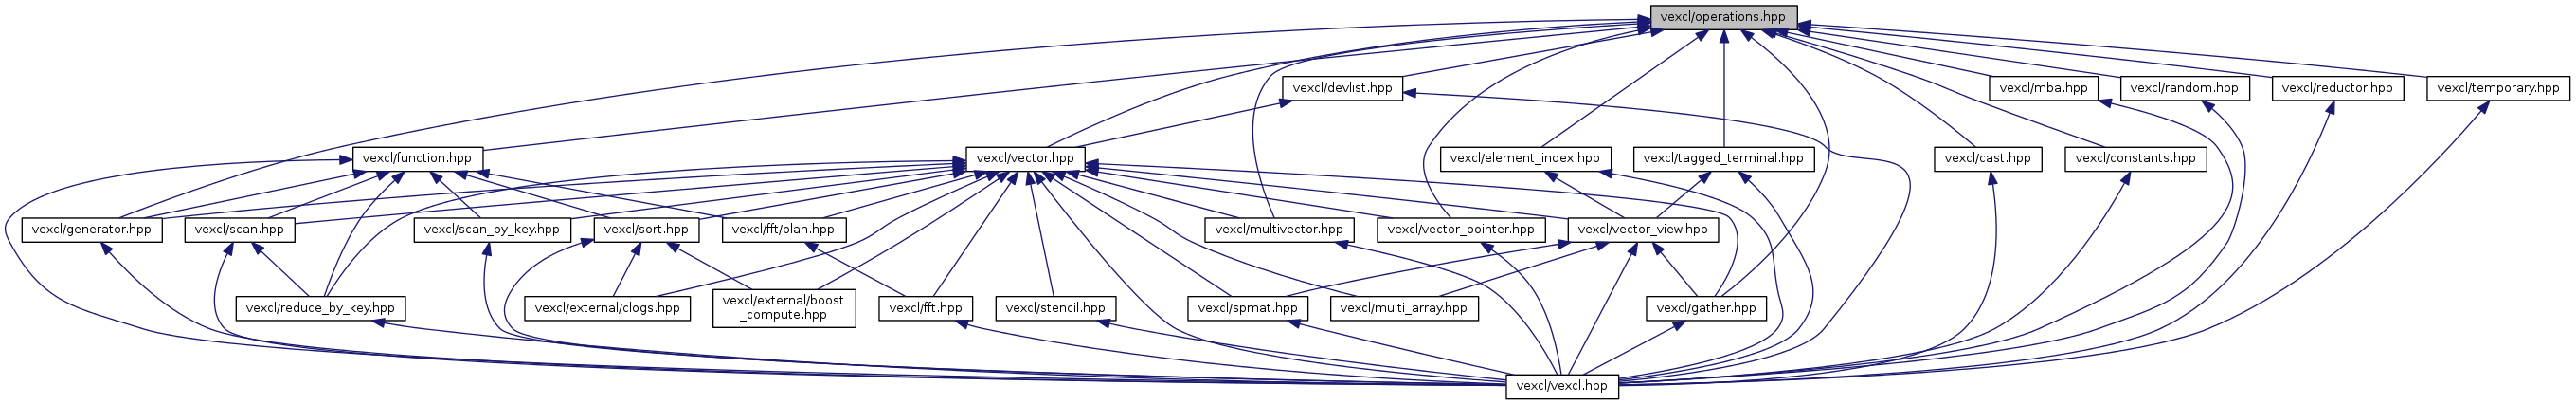 vexcl/operations.hpp
vexcl/devlist.hpp
vexcl/mba.hpp
vexcl/random.hpp
vexcl/reductor.hpp
vexcl/temporary.hpp
vexcl/function.hpp
vexcl/vector.hpp
vexcl/element_index.hpp
vexcl/tagged_terminal.hpp
vexcl/cast.hpp
vexcl/constants.hpp
vexcl/generator.hpp
vexcl/scan.hpp
vexcl/scan_by_key.hpp
vexcl/sort.hpp
vexcl/fft/plan.hpp
vexcl/multivector.hpp
vexcl/vector_pointer.hpp
vexcl/vector_view.hpp
vexcl/reduce_by_key.hpp
vexcl/external/clogs.hpp
vexcl/external/boost
_compute.hpp
vexcl/fft.hpp
vexcl/stencil.hpp
vexcl/spmat.hpp
vexcl/multi_array.hpp
vexcl/gather.hpp
vexcl/vexcl.hpp